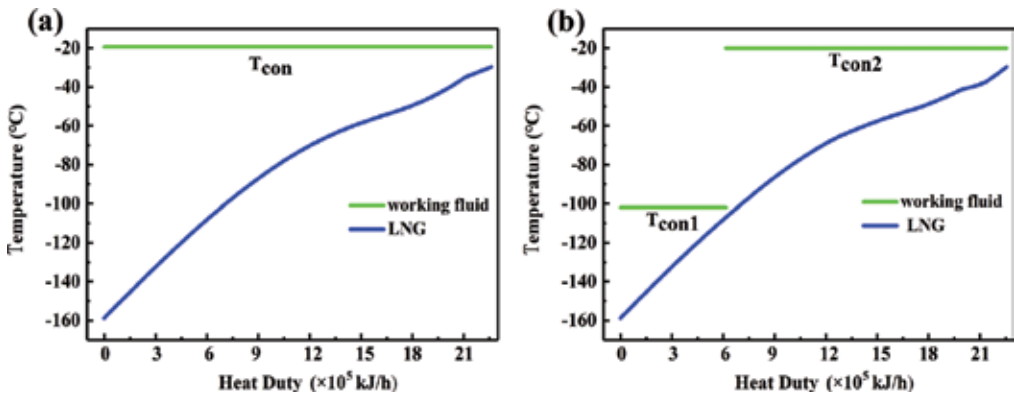 (a)
-20
-40
-60
-80
-100
-120
-140
-160
Temperature (°C)
Tcon
working fluid
LNG
0 3 6 9 12 15 18 21
Heat Duty (×10⁵ kJ/h)
(b)
-20
-40
-60
-80
-100
-120
-140
-160
Temperature (°C)
Tcon2
Tcon1
working fluid
LNG
0 3 6 9 12 15 18 21
Heat Duty (×10⁵ kJ/h)